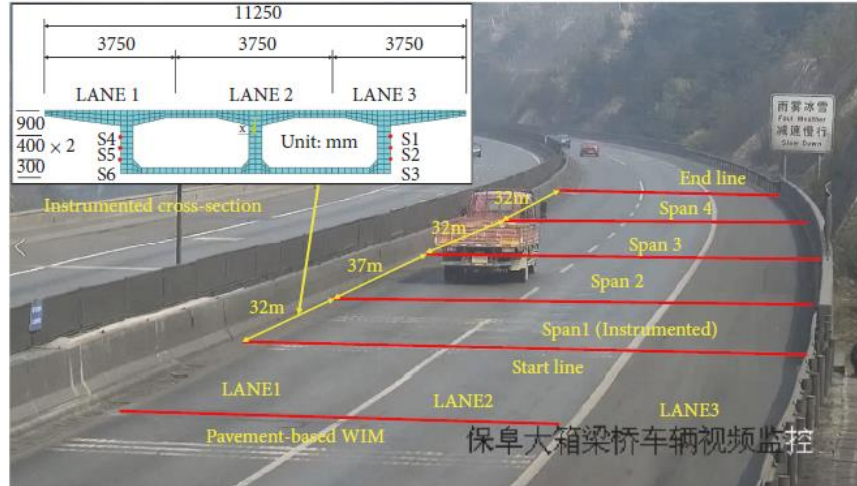 11250
3750 3750 3750
LANE 1 LANE 2 LANE 3
900
400 × 2
300
S4
S5
S6
x
Unit: mm
S1
S2
S3
Instrumented cross-section
雨雾冰雪
Foul Weather
减速慢行
Slow Down
End line
32m
Span 4
32m
Span 3
37m
Span 2
32m
Span1 (Instrumented)
Start line
LANE1
LANE2
LANE3
Pavement-based WIM
保阜大箱梁桥车辆视频监控